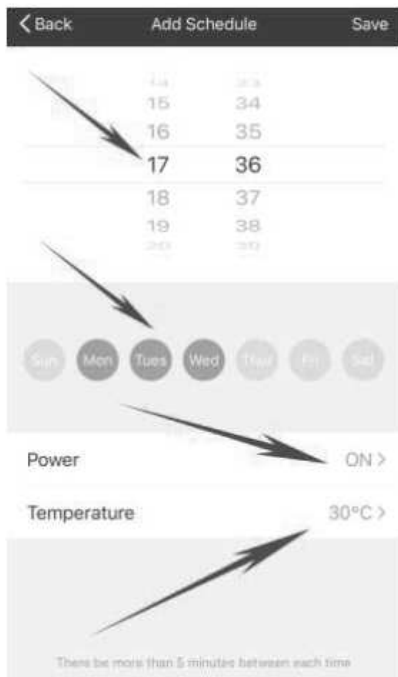 Back Add Schedule Save
15 34
16 35
17 36
18 37
19 38
Sun Mon Tues Wed Thur Fri Sat
Power ON >
Temperature 30°C >
There be more than 5 minutes between each time